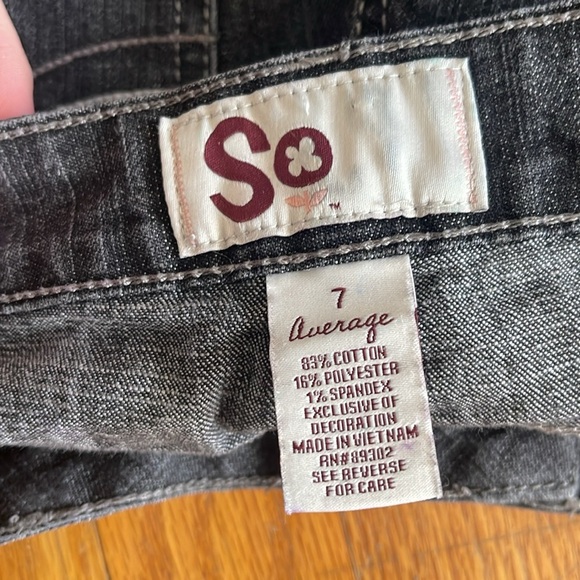 So
™
7
Average
83% COTTON
16% POLYESTER
1% SPANDEX
EXCLUSIVE OF
DECORATION
MADE IN VIETNAM
RN#89302
SEE REVERSE
FOR CARE